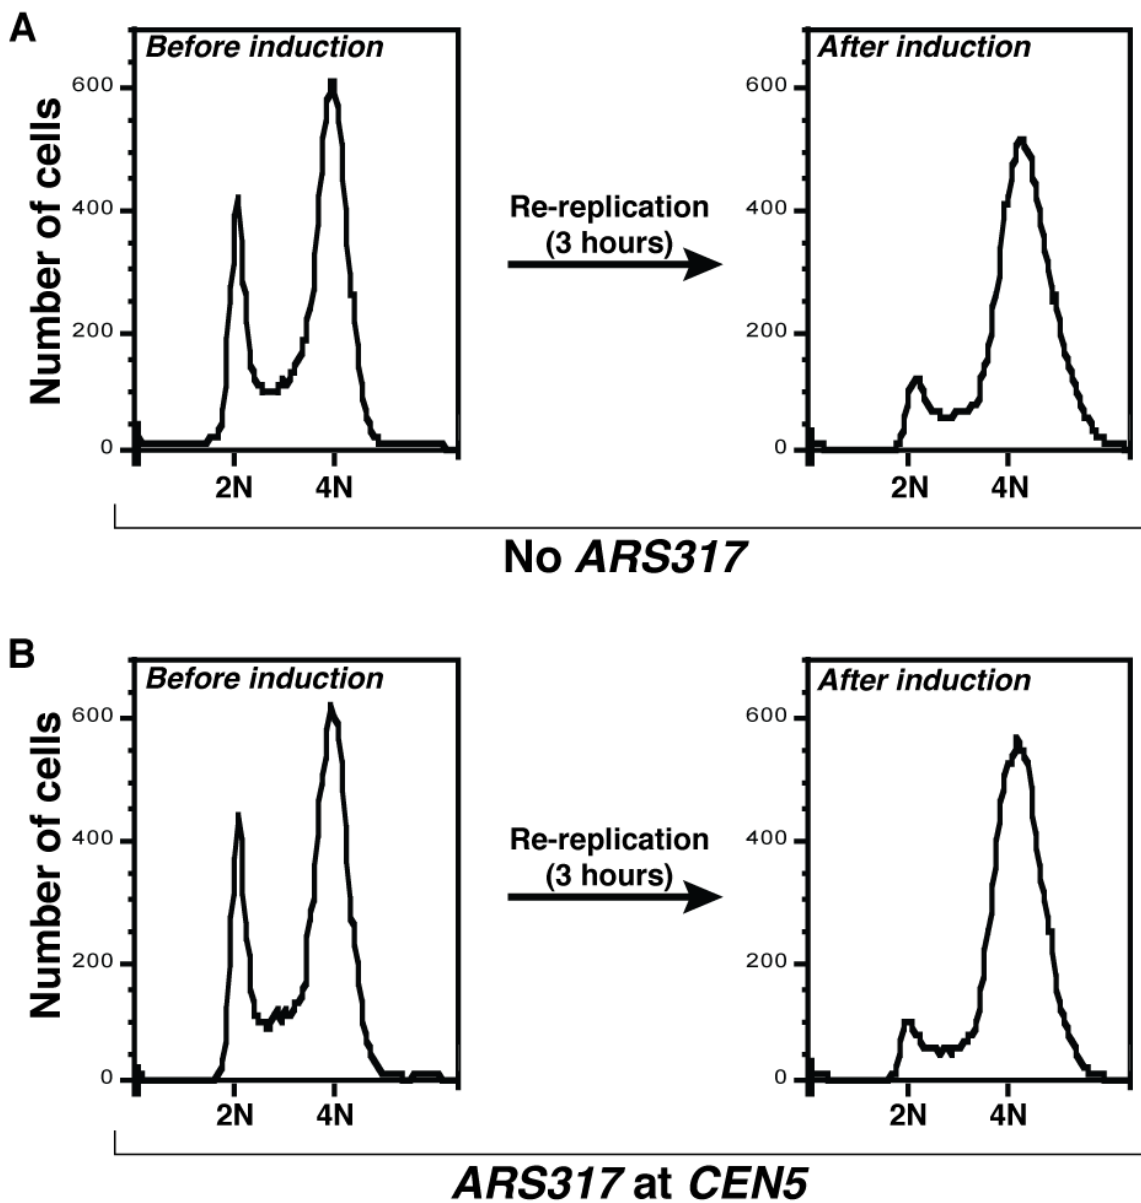 A
Before induction
After induction
Number of cells
600
400
200
0
2N
4N
Re-replication
(3 hours)
600
400
200
0
2N
4N
No ARS317
B
Before induction
After induction
Number of cells
600
400
200
0
2N
4N
Re-replication
(3 hours)
600
400
200
0
2N
4N
ARS317 at CEN5